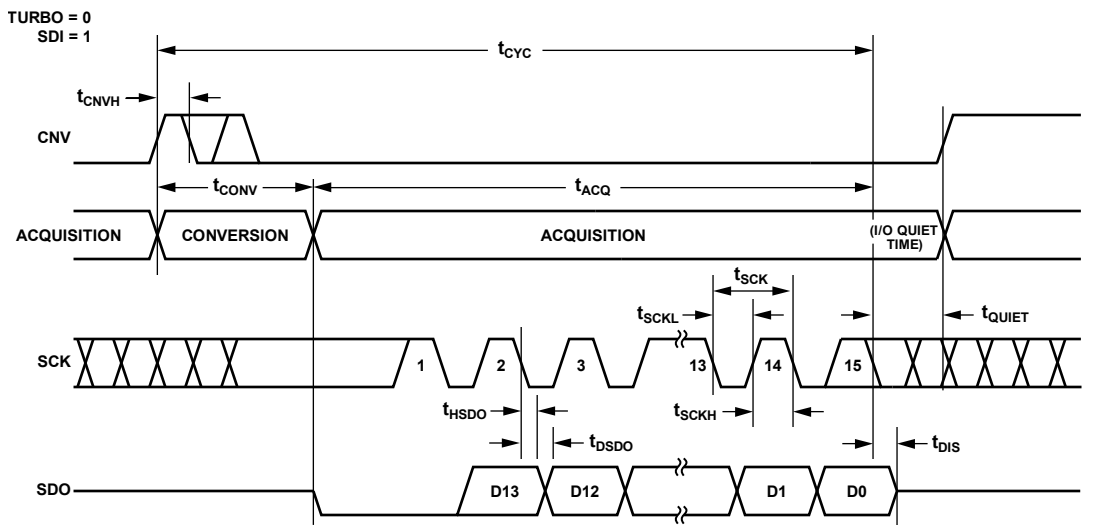 TURBO = 0
SDI = 1
tCYC
tCNVH
CNV
tCONV
tACQ
ACQUISITION
CONVERSION
ACQUISITION
(I/O QUIET
TIME)
tSCK
tSCKL
tQUIET
SCK
1
2
3
13
14
15
tHSDO
tSCKH
tDSDO
tDIS
SDO
D13
D12
D1
D0